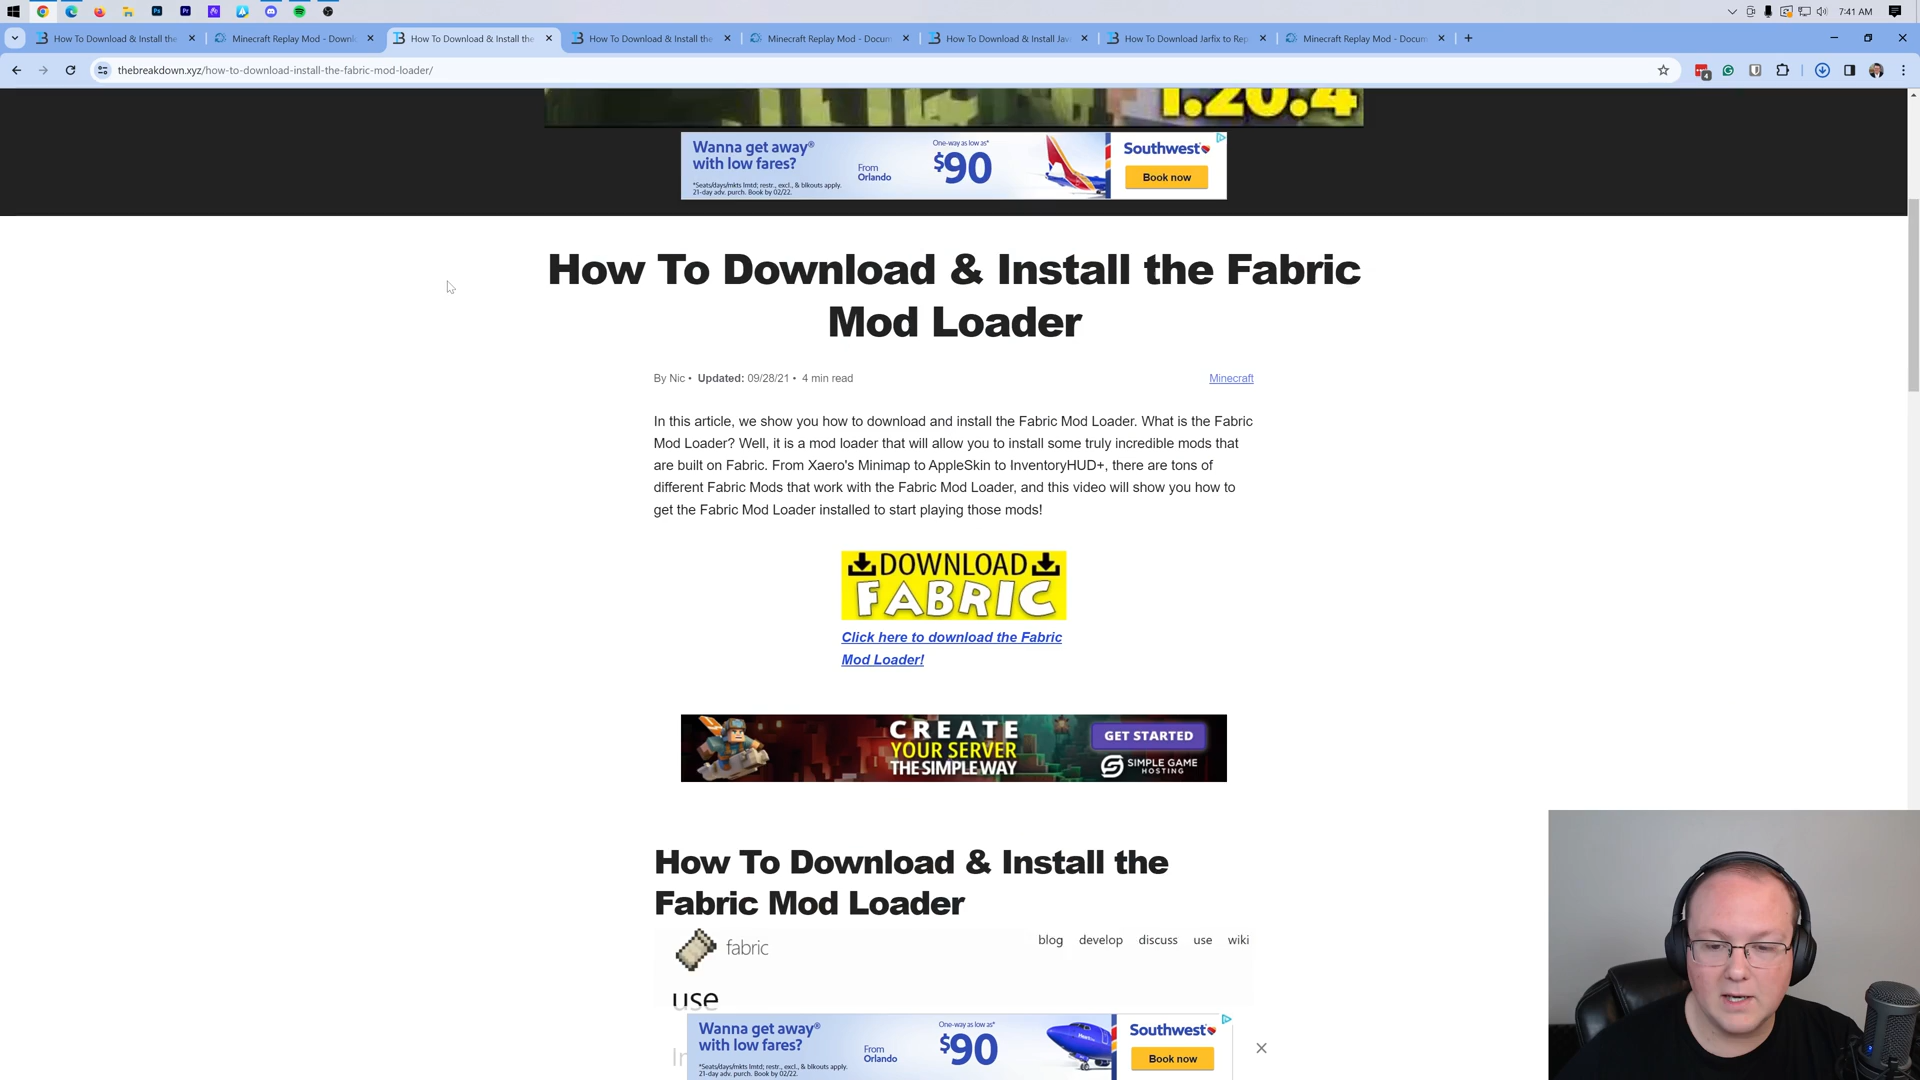 7:41 AM
How To Download & Install the
Minecraft Replay Mod - Downl
How To Download & Install the
How To Download & Install the
Minecraft Replay Mod - Docum
How To Download & Install Jav
How To Download Jarfix to Rep
Minecraft Replay Mod - Docum
thebreakdown.xyz/how-to-download-install-the-fabric-mod-loader/
4
1.20.4
Wanna get away®
with low fares?
*Seats/days/mkts lmtd; restr., excl., & blkouts apply.
21-day adv. purch. Book by 02/22.
From
Orlando
One-way as low as*
$90
Southwest
Book now
How To Download & Install the Fabric
Mod Loader
By Nic • Updated: 09/28/21 • 4 min read
Minecraft
In this article, we show you how to download and install the Fabric Mod Loader. What is the Fabric
Mod Loader? Well, it is a mod loader that will allow you to install some truly incredible mods that
are built on Fabric. From Xaero's Minimap to AppleSkin to InventoryHUD+, there are tons of
different Fabric Mods that work with the Fabric Mod Loader, and this video will show you how to
get the Fabric Mod Loader installed to start playing those mods!
DOWNLOAD
FABRIC
Click here to download the Fabric
Mod Loader!
CREATE
YOUR SERVER
THE SIMPLE WAY
GET STARTED
SIMPLE GAME
HOSTING
How To Download & Install the
Fabric Mod Loader
fabric
blog develop discuss use wiki
use
Wanna get away®
with low fares?
*Seats/days/mkts lmtd; restr., excl., & blkouts apply.
21-day adv. purch. Book by 02/22.
From
Orlando
One-way as low as*
$90
Southwest
Book now